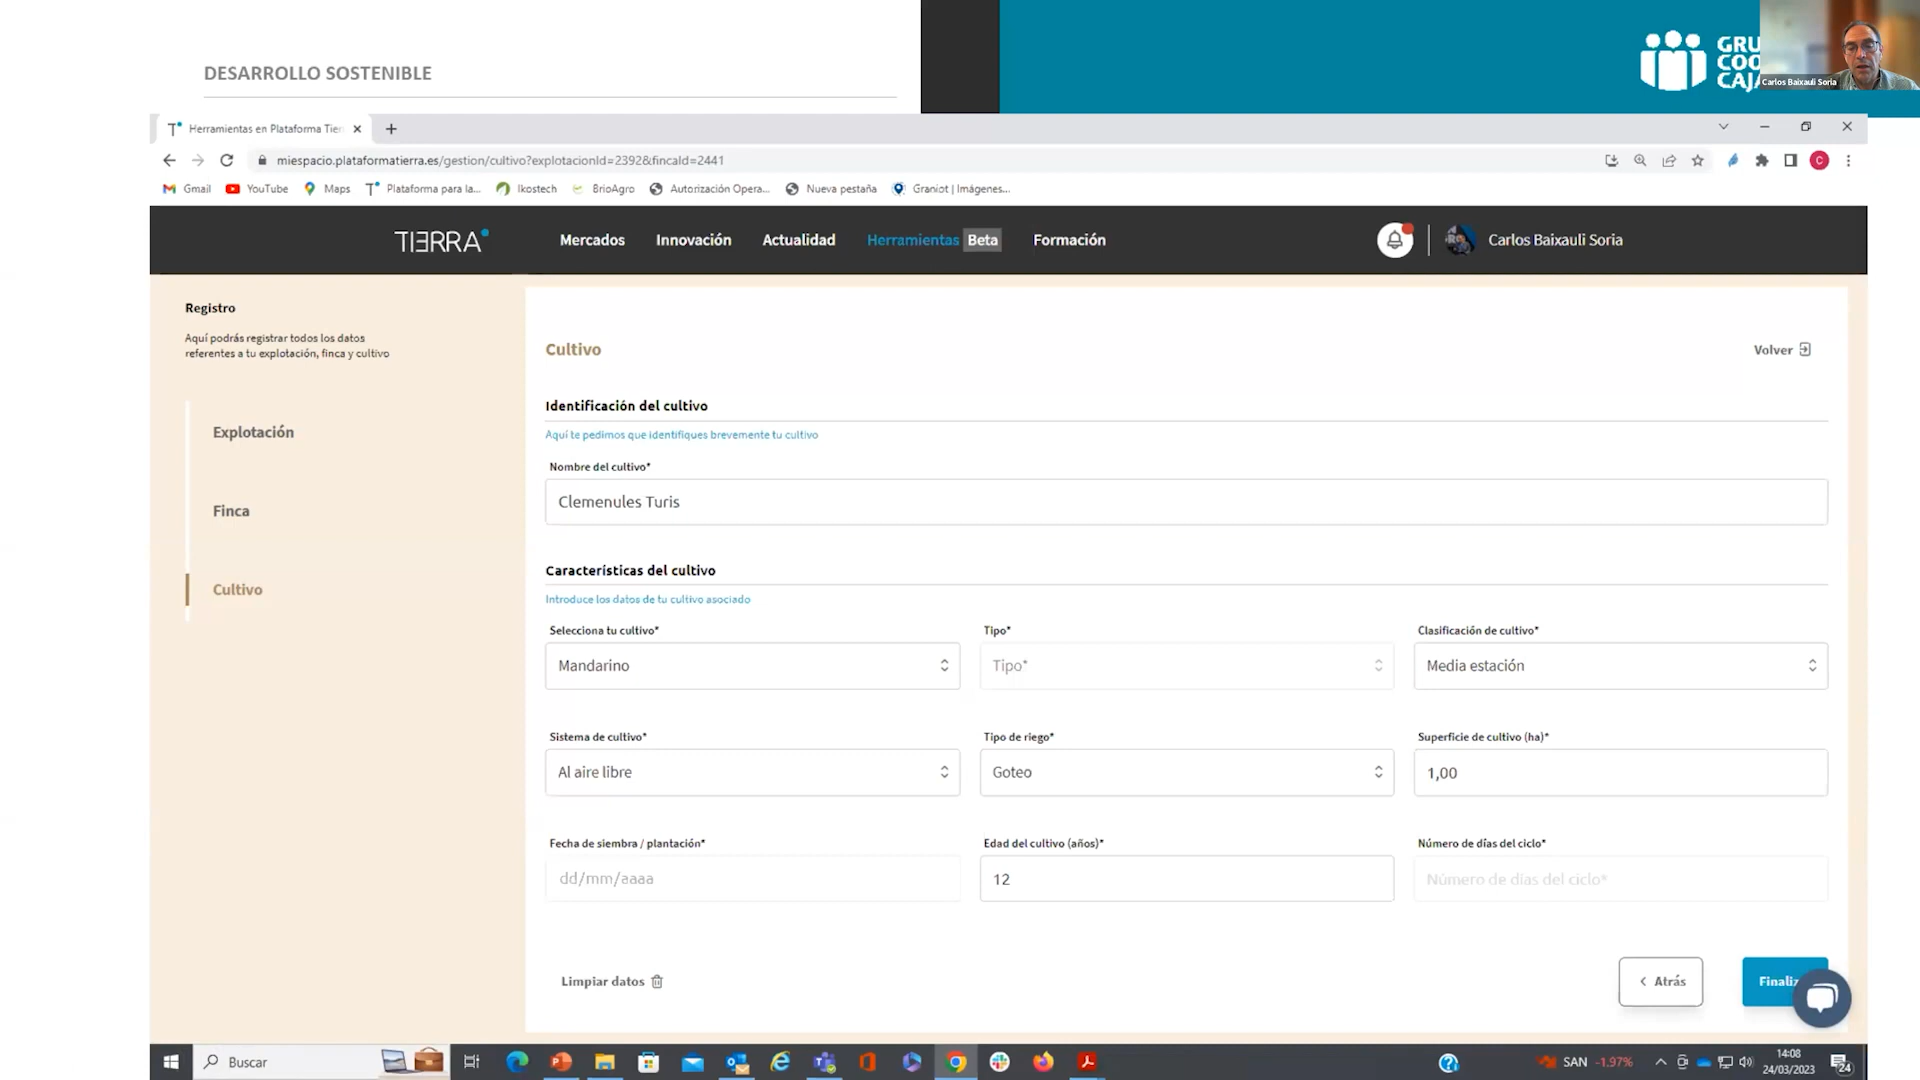 DESARROLLO SOSTENIBLE
GRU
COO
CAJ
Carlos Baixauli Soria
Herramientas en Plataforma Tier
miespacio.plataformatierra.es/gestion/cultivo?explotacionId=2392&fincaId=2441
C
Gmail
YouTube
Maps
Plataforma para la...
Ikostech
BrioAgro
Autorización Opera...
Nueva pestaña
Graniot | Imágenes...
TIERRA
Mercados
Innovación
Actualidad
Herramientas Beta
Formación
Carlos Baixauli Soria
Registro
Aquí podrás registrar todos los datos
referentes a tu explotación, finca y cultivo
Explotación
Finca
Cultivo
Cultivo
Volver
Identificación del cultivo
Aquí te pedimos que identifiques brevemente tu cultivo
Nombre del cultivo*
Clemenules Turis
Características del cultivo
Introduce los datos de tu cultivo asociado
Selecciona tu cultivo*
Tipo*
Clasificación de cultivo*
Mandarino
Tipo*
Media estación
Sistema de cultivo*
Tipo de riego*
Superficie de cultivo (ha)*
Al aire libre
Goteo
1,00
Fecha de siembra / plantación*
Edad del cultivo (años)*
Número de días del ciclo*
dd/mm/aaaa
12
Número de días del ciclo*
Limpiar datos
Atrás
Finaliz
Buscar
SAN -1.97%
14:08
24/03/2023
24